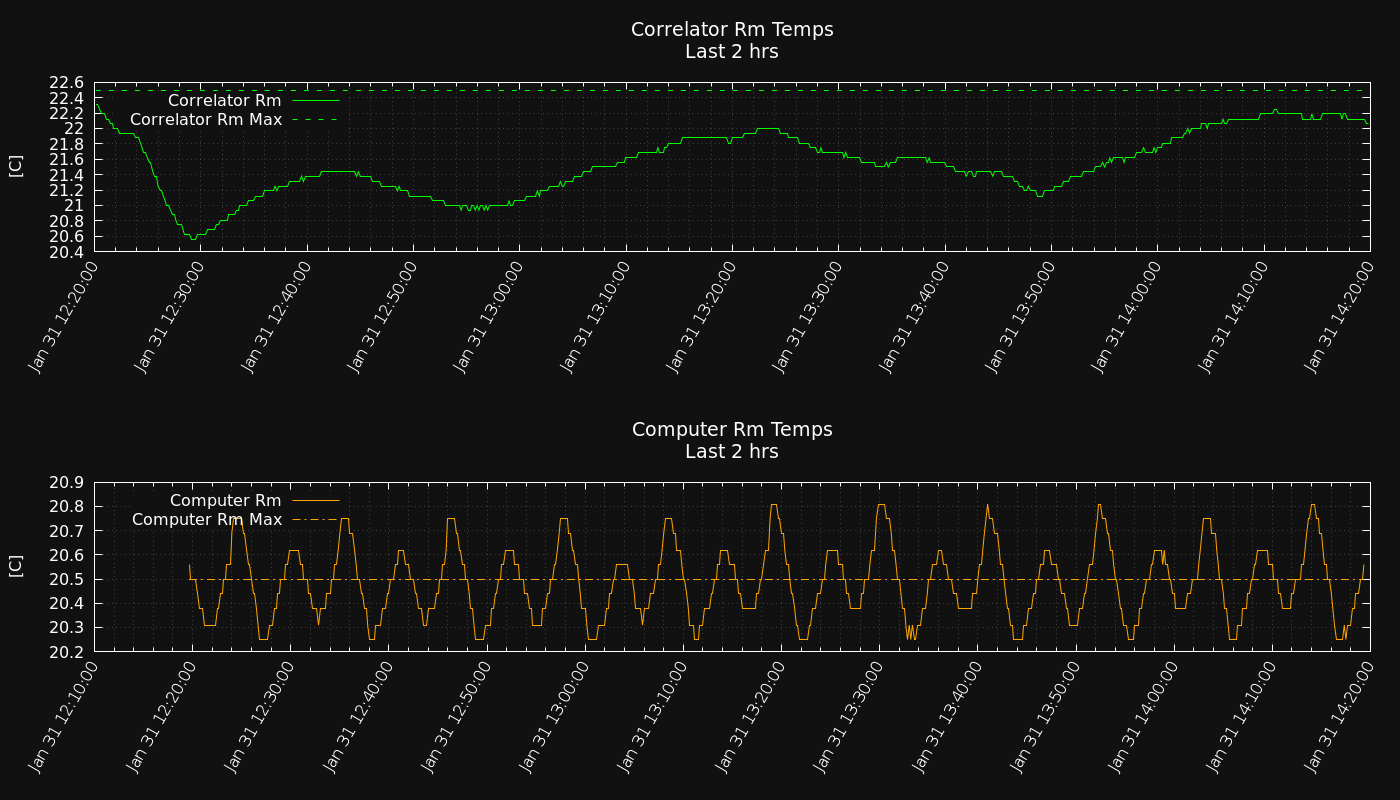 Correlator Rm Temps
Last 2 hrs
22.6
22.4
22.2
22
21.8
21.6
21.4
21.2
21
20.8
20.6
20.4
[C]
Correlator Rm
Correlator Rm Max
Jan 31 12:20:00
Jan 31 12:30:00
Jan 31 12:40:00
Jan 31 12:50:00
Jan 31 13:00:00
Jan 31 13:10:00
Jan 31 13:20:00
Jan 31 13:30:00
Jan 31 13:40:00
Jan 31 13:50:00
Jan 31 14:00:00
Jan 31 14:10:00
Jan 31 14:20:00
Computer Rm Temps
Last 2 hrs
20.9
20.8
20.7
20.6
20.5
20.4
20.3
20.2
[C]
Computer Rm
Computer Rm Max
Jan 31 12:10:00
Jan 31 12:20:00
Jan 31 12:30:00
Jan 31 12:40:00
Jan 31 12:50:00
Jan 31 13:00:00
Jan 31 13:10:00
Jan 31 13:20:00
Jan 31 13:30:00
Jan 31 13:40:00
Jan 31 13:50:00
Jan 31 14:00:00
Jan 31 14:10:00
Jan 31 14:20:00